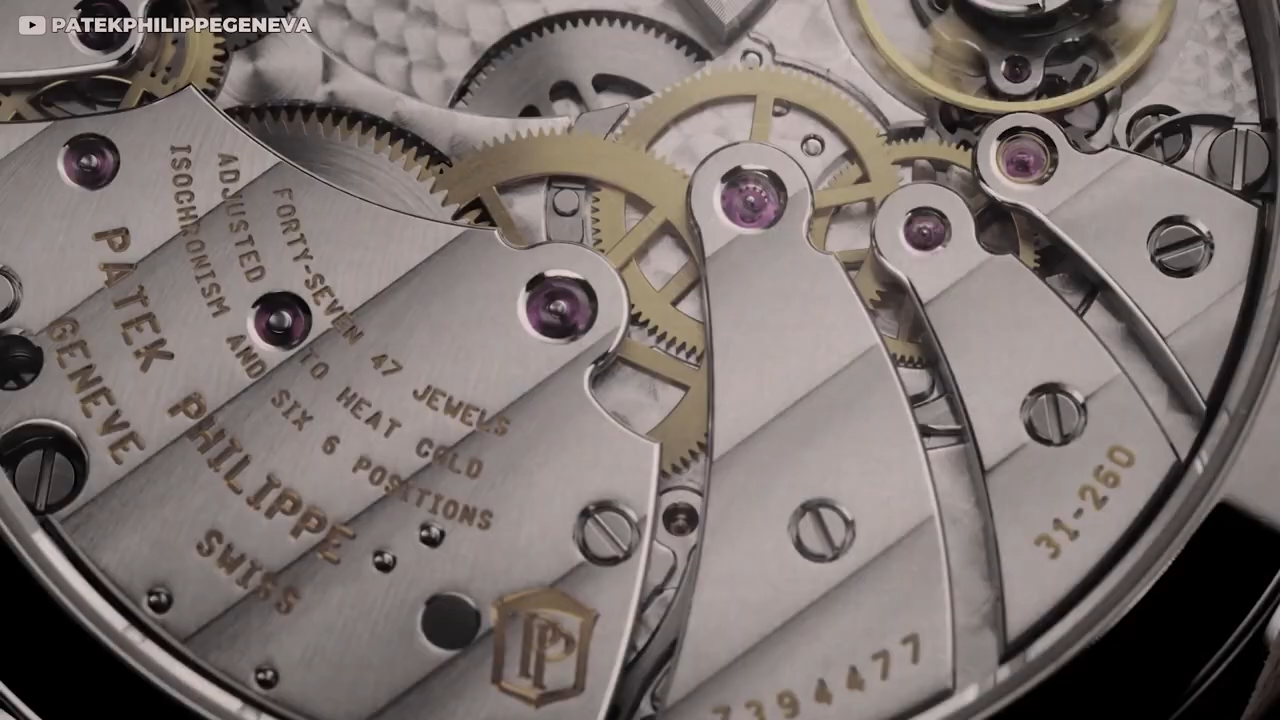 PATEKPHILIPPEGENEVA
FORTY-SEVEN 47 JEWELS
ADJUSTED TO HEAT COLD
ISOCHRONISM AND SIX 6 POSITIONS
PATEK PHILIPPE
GENEVE SWISS
PP
31-260
7394477